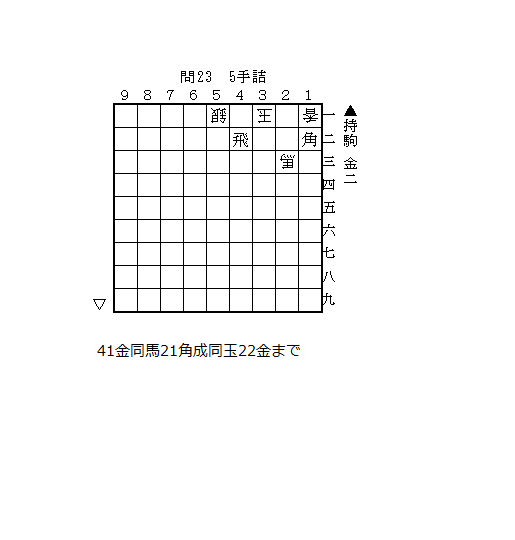 問23 5手詰
9 8 7 6 5 4 3 2 1
銀 王 香 一
飛 角 二
馬 三
四
五
六
七
八
九
▲持駒 金二
▽
41金同馬21角成同玉22金まで